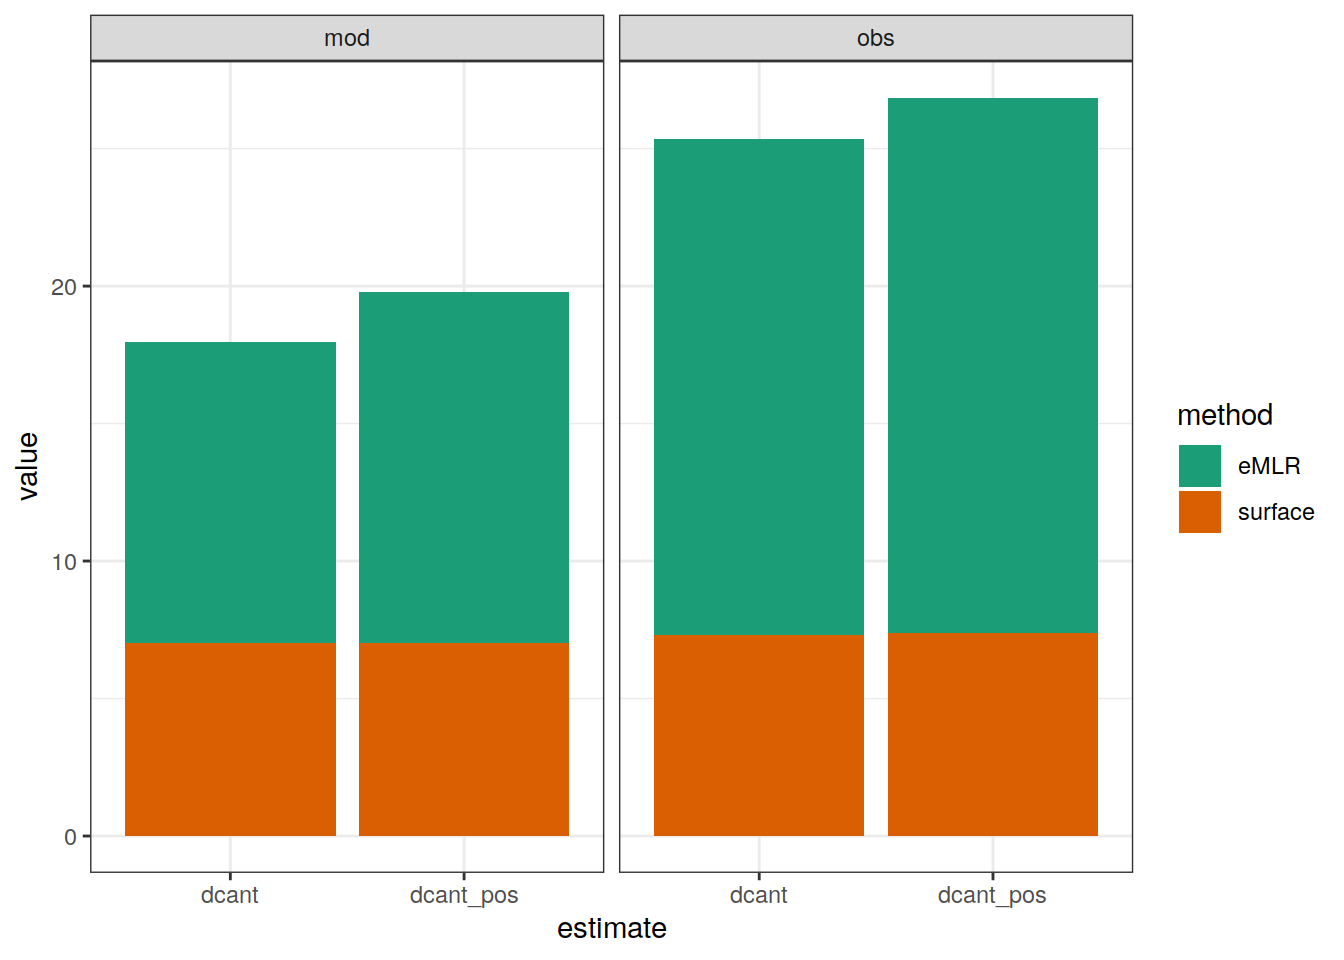 mod
obs
value
20
10
0
dcant
dcant_pos
dcant
dcant_pos
estimate
method
eMLR
surface